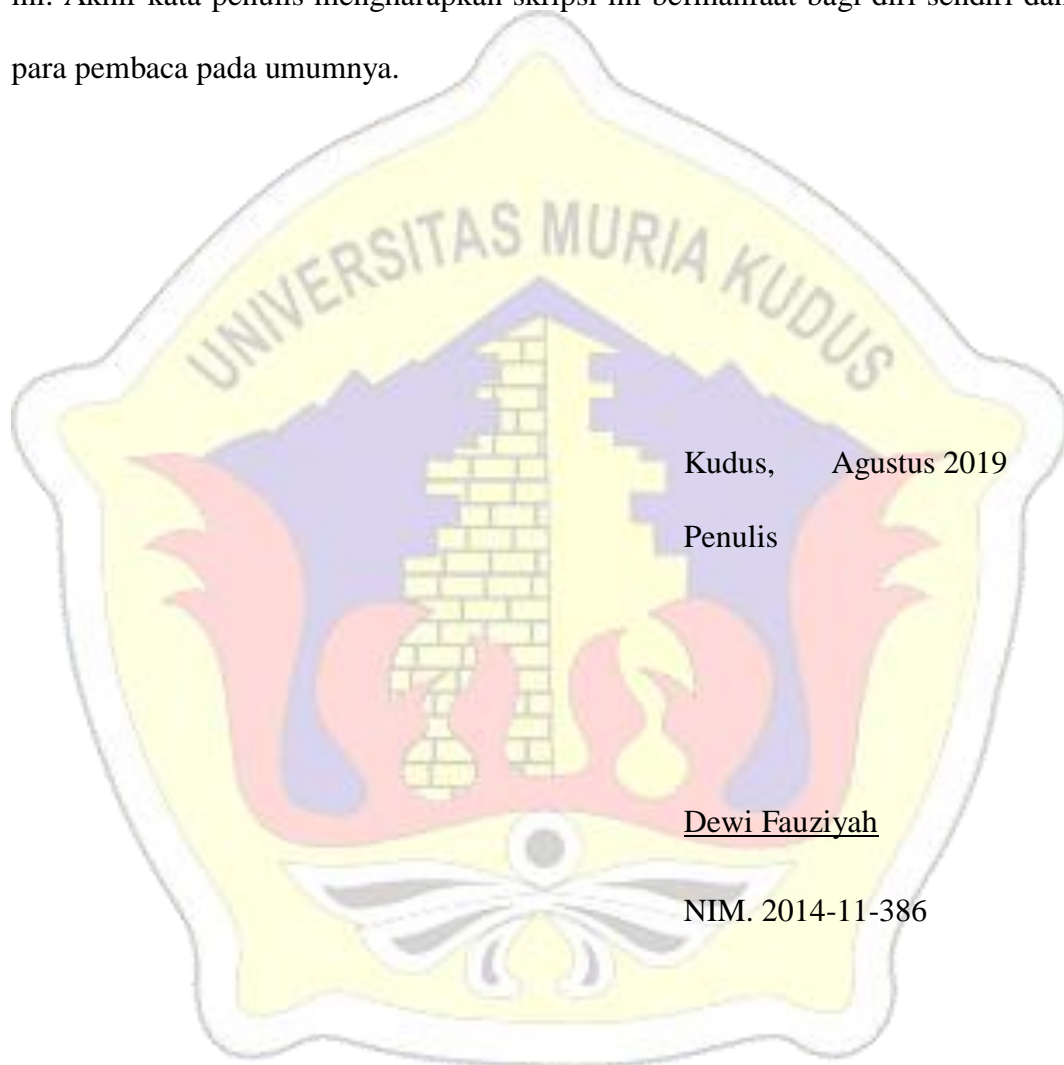 ini. Akhir kata penulis mengharapkan skripsi ini bermanfaat bagi diri sendiri dan
para pembaca pada umumnya.
UNIVERSITAS MURIA KUDUS
Kudus, Agustus 2019
Penulis
Dewi Fauziyah
NIM. 2014-11-386